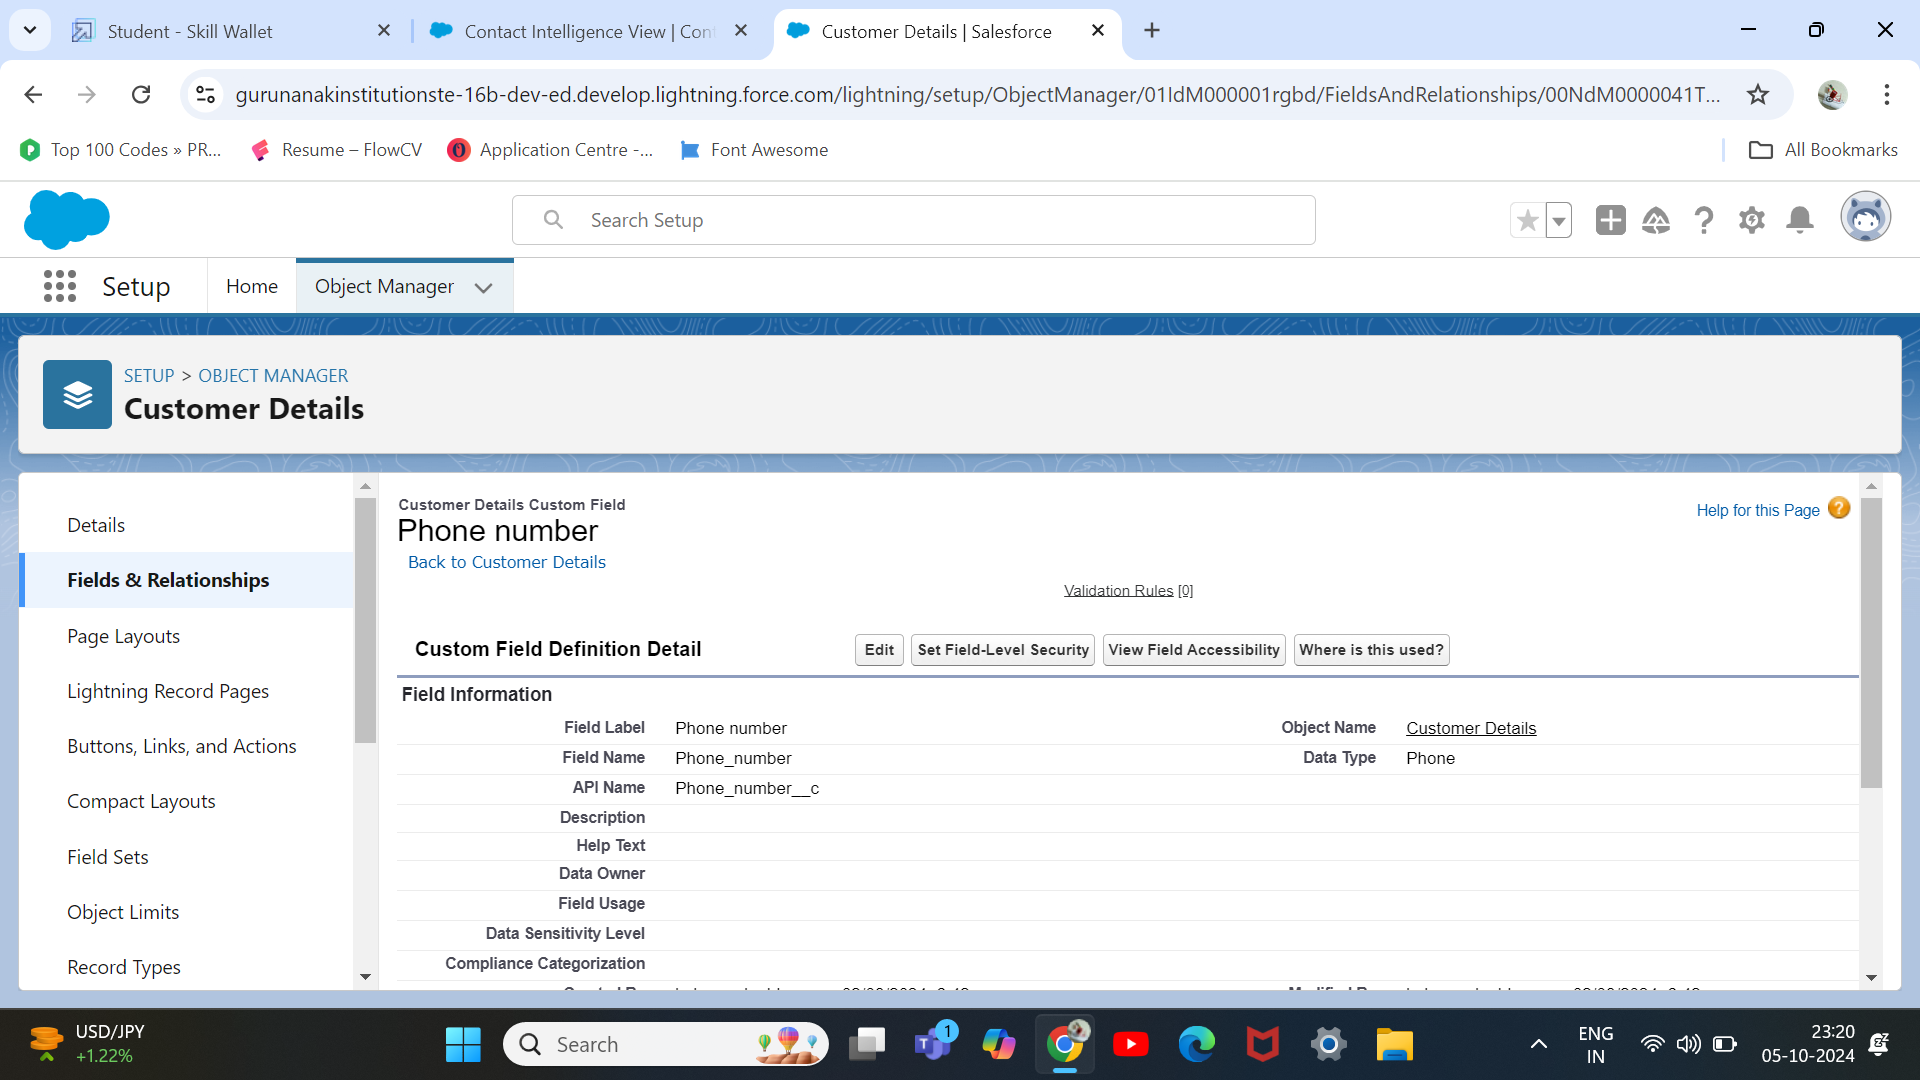 Student - Skill Wallet
Contact Intelligence View | Con
Customer Details | Salesforce
gurunanakinstitutionste-16b-dev-ed.develop.lightning.force.com/lightning/setup/ObjectManager/01IdM000001rgbd/FieldsAndRelationships/00NdM0000041T...
Top 100 Codes » PR...
Resume – FlowCV
Application Centre -...
Font Awesome
All Bookmarks
Search Setup
Setup
Home
Object Manager
SETUP > OBJECT MANAGER
Customer Details
Details
Fields & Relationships
Page Layouts
Lightning Record Pages
Buttons, Links, and Actions
Compact Layouts
Field Sets
Object Limits
Record Types
Customer Details Custom Field
Phone number
Back to Customer Details
Help for this Page
Validation Rules [0]
Custom Field Definition Detail
Edit
Set Field-Level Security
View Field Accessibility
Where is this used?
Field Information
Field Label Phone number
Object Name Customer Details
Field Name Phone_number
Data Type Phone
API Name Phone_number__c
Description
Help Text
Data Owner
Field Usage
Data Sensitivity Level
Compliance Categorization
USD/JPY
+1.22%
Search
1
ENG
IN
23:20
05-10-2024